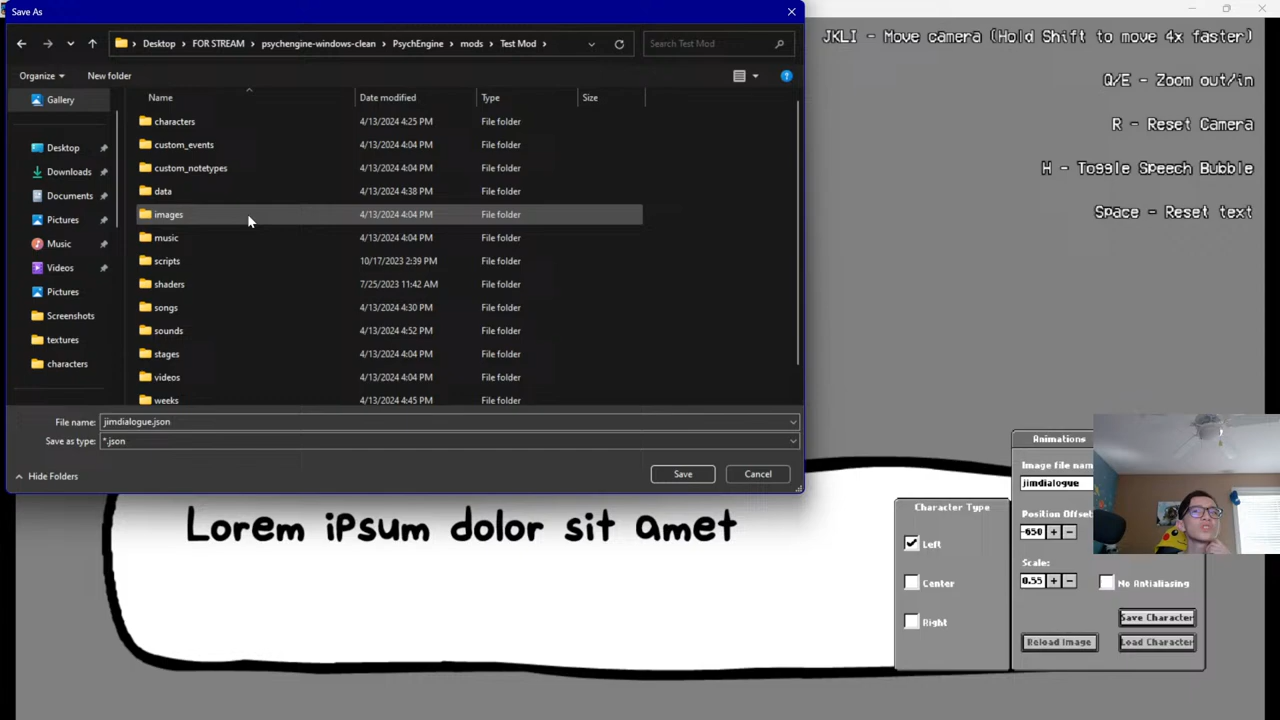 Save As
Desktop > FOR STREAM > psychengine-windows-clean > PsychEngine > mods > Test Mod >
Search Test Mod
Organize
New folder
Name
Date modified
Type
Size
Gallery
Desktop
Downloads
Documents
Pictures
Music
Videos
Pictures
Screenshots
textures
characters
characters 4/13/2024 4:25 PM File folder
custom_events 4/13/2024 4:04 PM File folder
custom_notetypes 4/13/2024 4:04 PM File folder
data 4/13/2024 4:38 PM File folder
images 4/13/2024 4:04 PM File folder
music 4/13/2024 4:04 PM File folder
scripts 10/17/2023 2:39 PM File folder
shaders 7/25/2023 11:42 AM File folder
songs 4/13/2024 4:30 PM File folder
sounds 4/13/2024 4:52 PM File folder
stages 4/13/2024 4:04 PM File folder
videos 4/13/2024 4:04 PM File folder
weeks 4/13/2024 4:45 PM File folder
File name: jimdialogue.json
Save as type: *.json
Hide Folders
Save
Cancel
JKLI - Move camera (Hold Shift to move 4x faster)
Q/E - Zoom out/in
R - Reset Camera
H - Toggle Speech Bubble
Space - Reset text
Lorem ipsum dolor sit amet
Character Type
Left
Center
Right
Animations
Image file name
jimdialogue
Position Offset
-650 + -
Scale:
0.55 + -
No Antialiasing
Save Character
Reload Image
Load Character